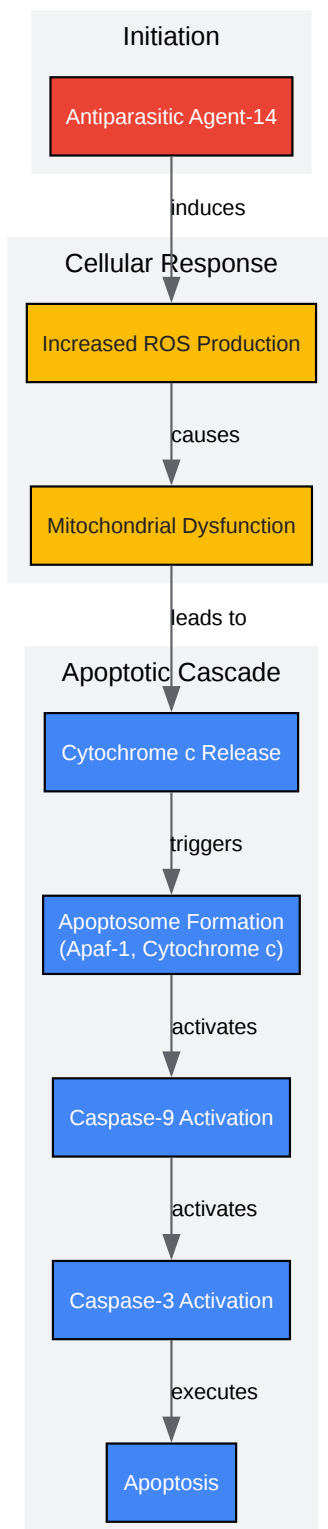 Initiation
Antiparasitic Agent-14
induces
Cellular Response
Increased ROS Production
causes
Mitochondrial Dysfunction
leads to
Apoptotic Cascade
Cytochrome c Release
triggers
Apoptosome Formation
(Apaf-1, Cytochrome c)
activates
Caspase-9 Activation
activates
Caspase-3 Activation
executes
Apoptosis